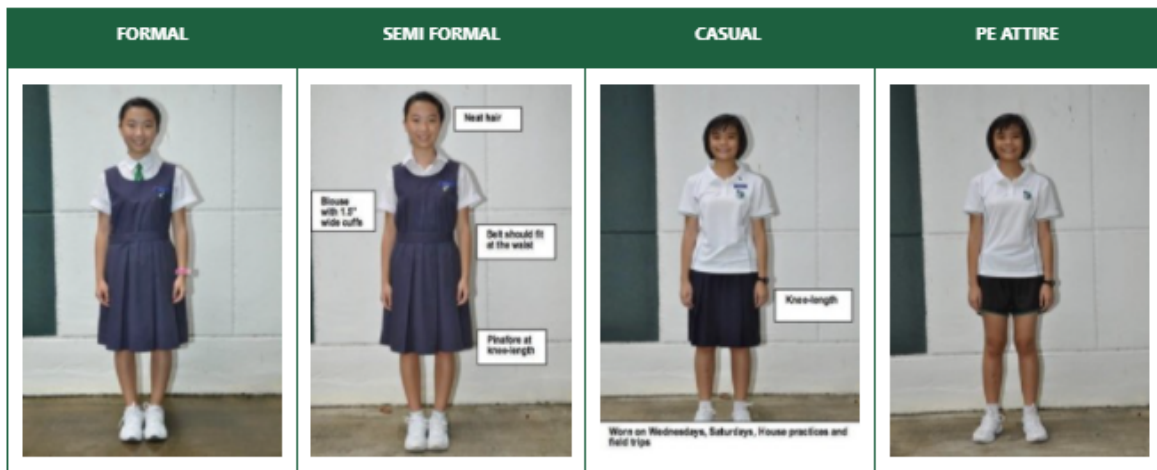 FORMAL
SEMI FORMAL
CASUAL
PE ATTIRE
Neat hair
Blouse
with 1.5"
wide cuffs
Belt should fit
at the waist
Pinafore at
knee-length
Knee-length
Worn on Wednesdays, Saturdays, House practices and
field trips